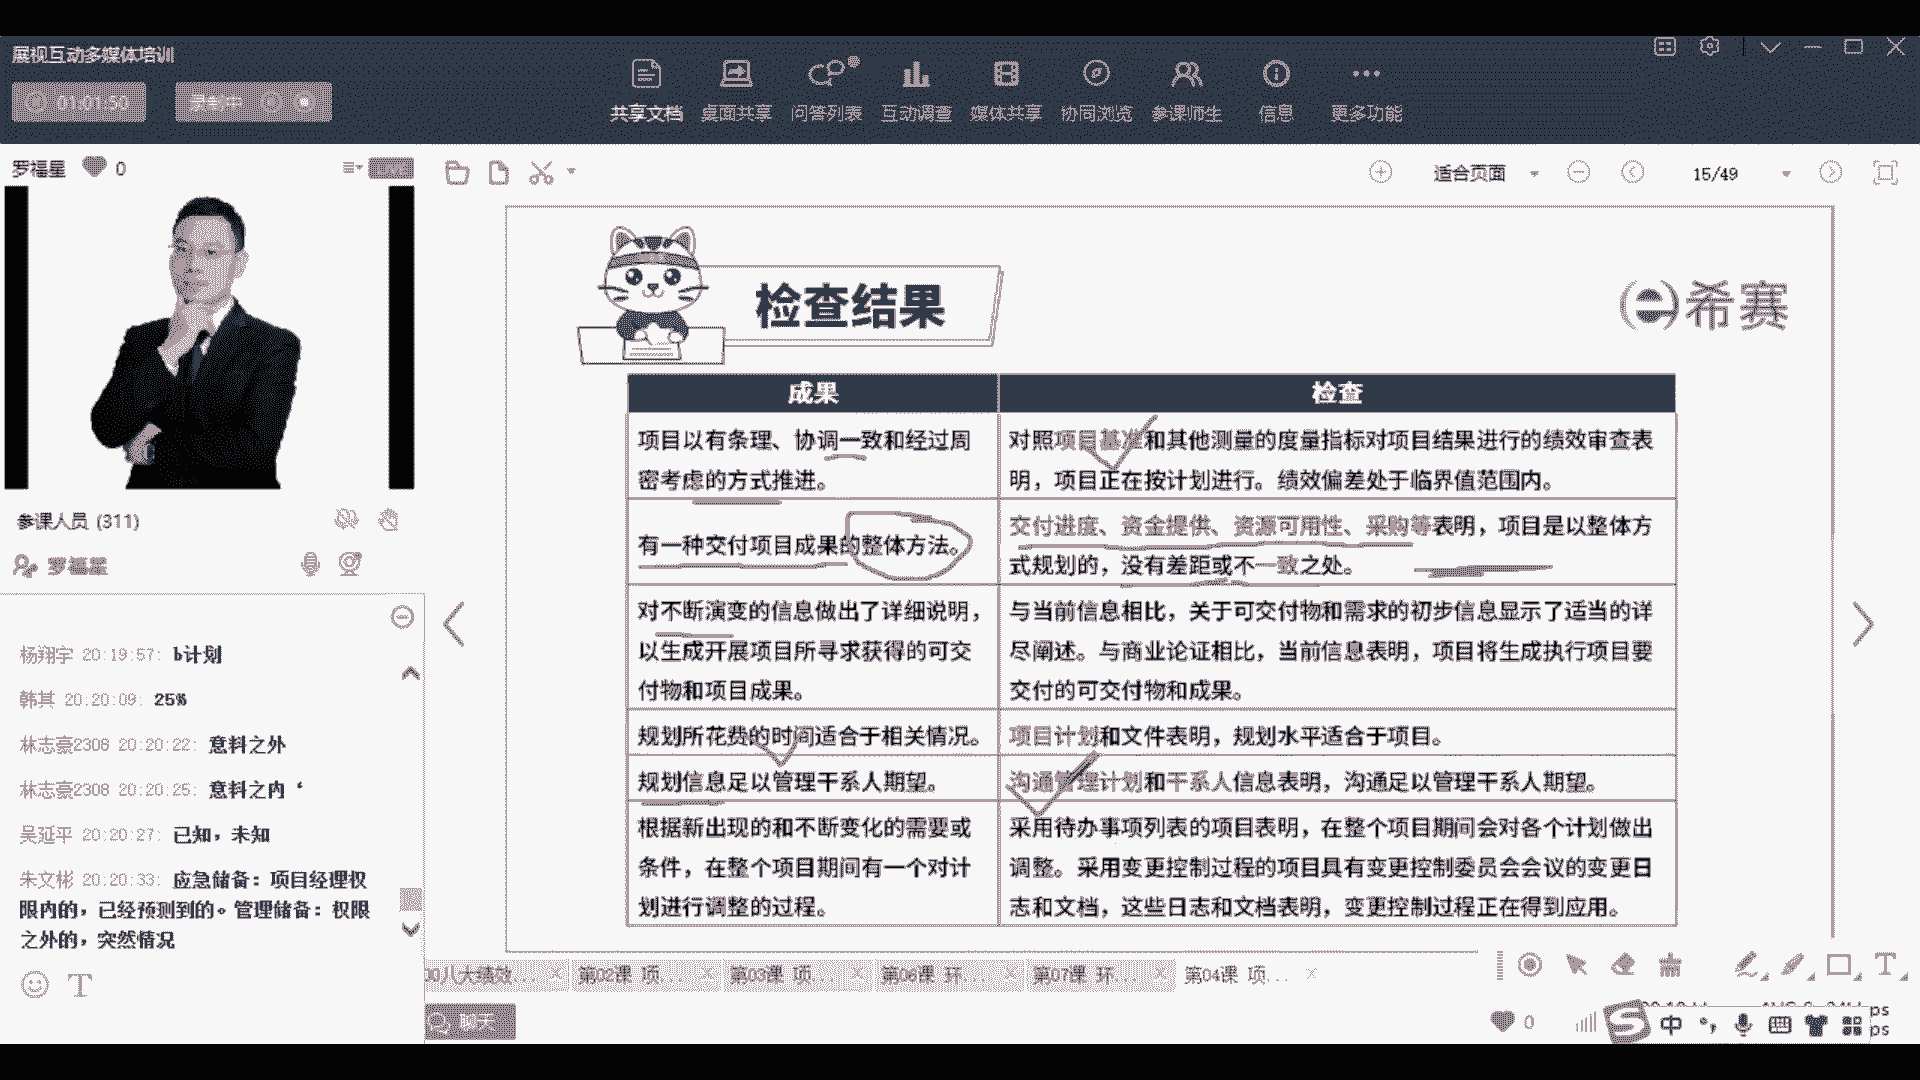 展视互动多媒体培训
01:01:50
录制中
共享文档
桌面共享
问答列表
互动调查
媒体共享
协同浏览
参课师生
信息
更多功能
罗福星 0
适合页面
15/49
检查结果
希赛
成果
检查
项目以有条理、协调一致和经过周
密考虑的方式推进。
对照项目基准和其他测量的度量指标对项目结果进行的绩效审查表
明，项目正在按计划进行。绩效偏差处于临界值范围内。
有一种交付项目成果的整体方法。
交付进度、资金提供、资源可用性、采购等表明，项目是以整体方
式规划的，没有差距或不一致之处。
对不断演变的信息做出了详细说明，
以生成开展项目所寻求获得的可交
付物和项目成果。
与当前信息相比，关于可交付物和需求的初步信息显示了适当的详
尽阐述。与商业论证相比，当前信息表明，项目将生成执行项目要
交付的可交付物和成果。
规划所花费的时间适合于相关情况。
项目计划和文件表明，规划水平适合于项目。
规划信息足以管理干系人期望。
沟通管理计划和干系人信息表明，沟通足以管理干系人期望。
根据新出现的和不断变化的需要或
条件，在整个项目期间有一个对计
划进行调整的过程。
采用待办事项列表的项目表明，在整个项目期间会对各个计划做出
调整。采用变更控制过程的项目具有变更控制委员会会议的变更日
志和文档，这些日志和文档表明，变更控制过程正在得到应用。
参课人员 (311)
罗福星
杨翔宇 20:19:57: b计划
韩其 20:20:09: 25%
林志豪2308 20:20:22: 意料之外
林志豪2308 20:20:25: 意料之内 ‘
吴延平 20:20:27: 已知，未知
朱文彬 20:20:33: 应急储备：项目经理权
限内的，已经预测到的。管理储备：权限
之外的，突然情况
00八大绩效...
第02课 项...
第03课 项...
第06课 环...
第07课 环...
第04课 项...
聊天
0
中
ps
ps